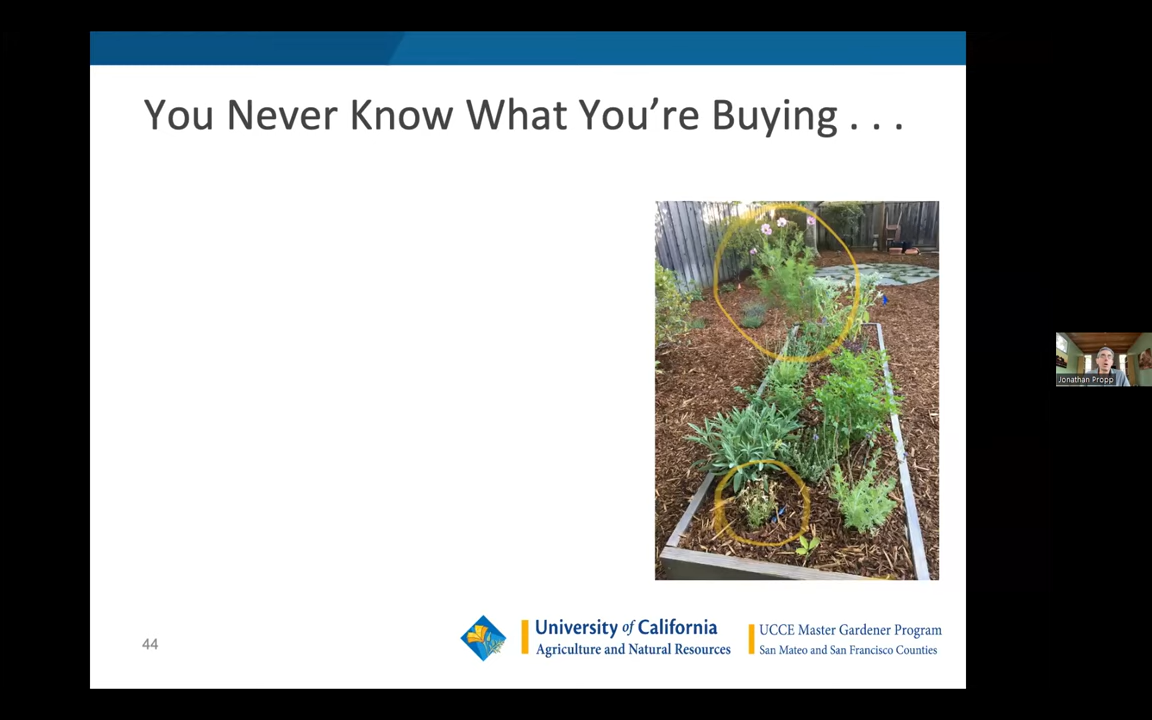 You Never Know What You're Buying . . .
Jonathan Propp
44
University of California
Agriculture and Natural Resources
UCCE Master Gardener Program
San Mateo and San Francisco Counties